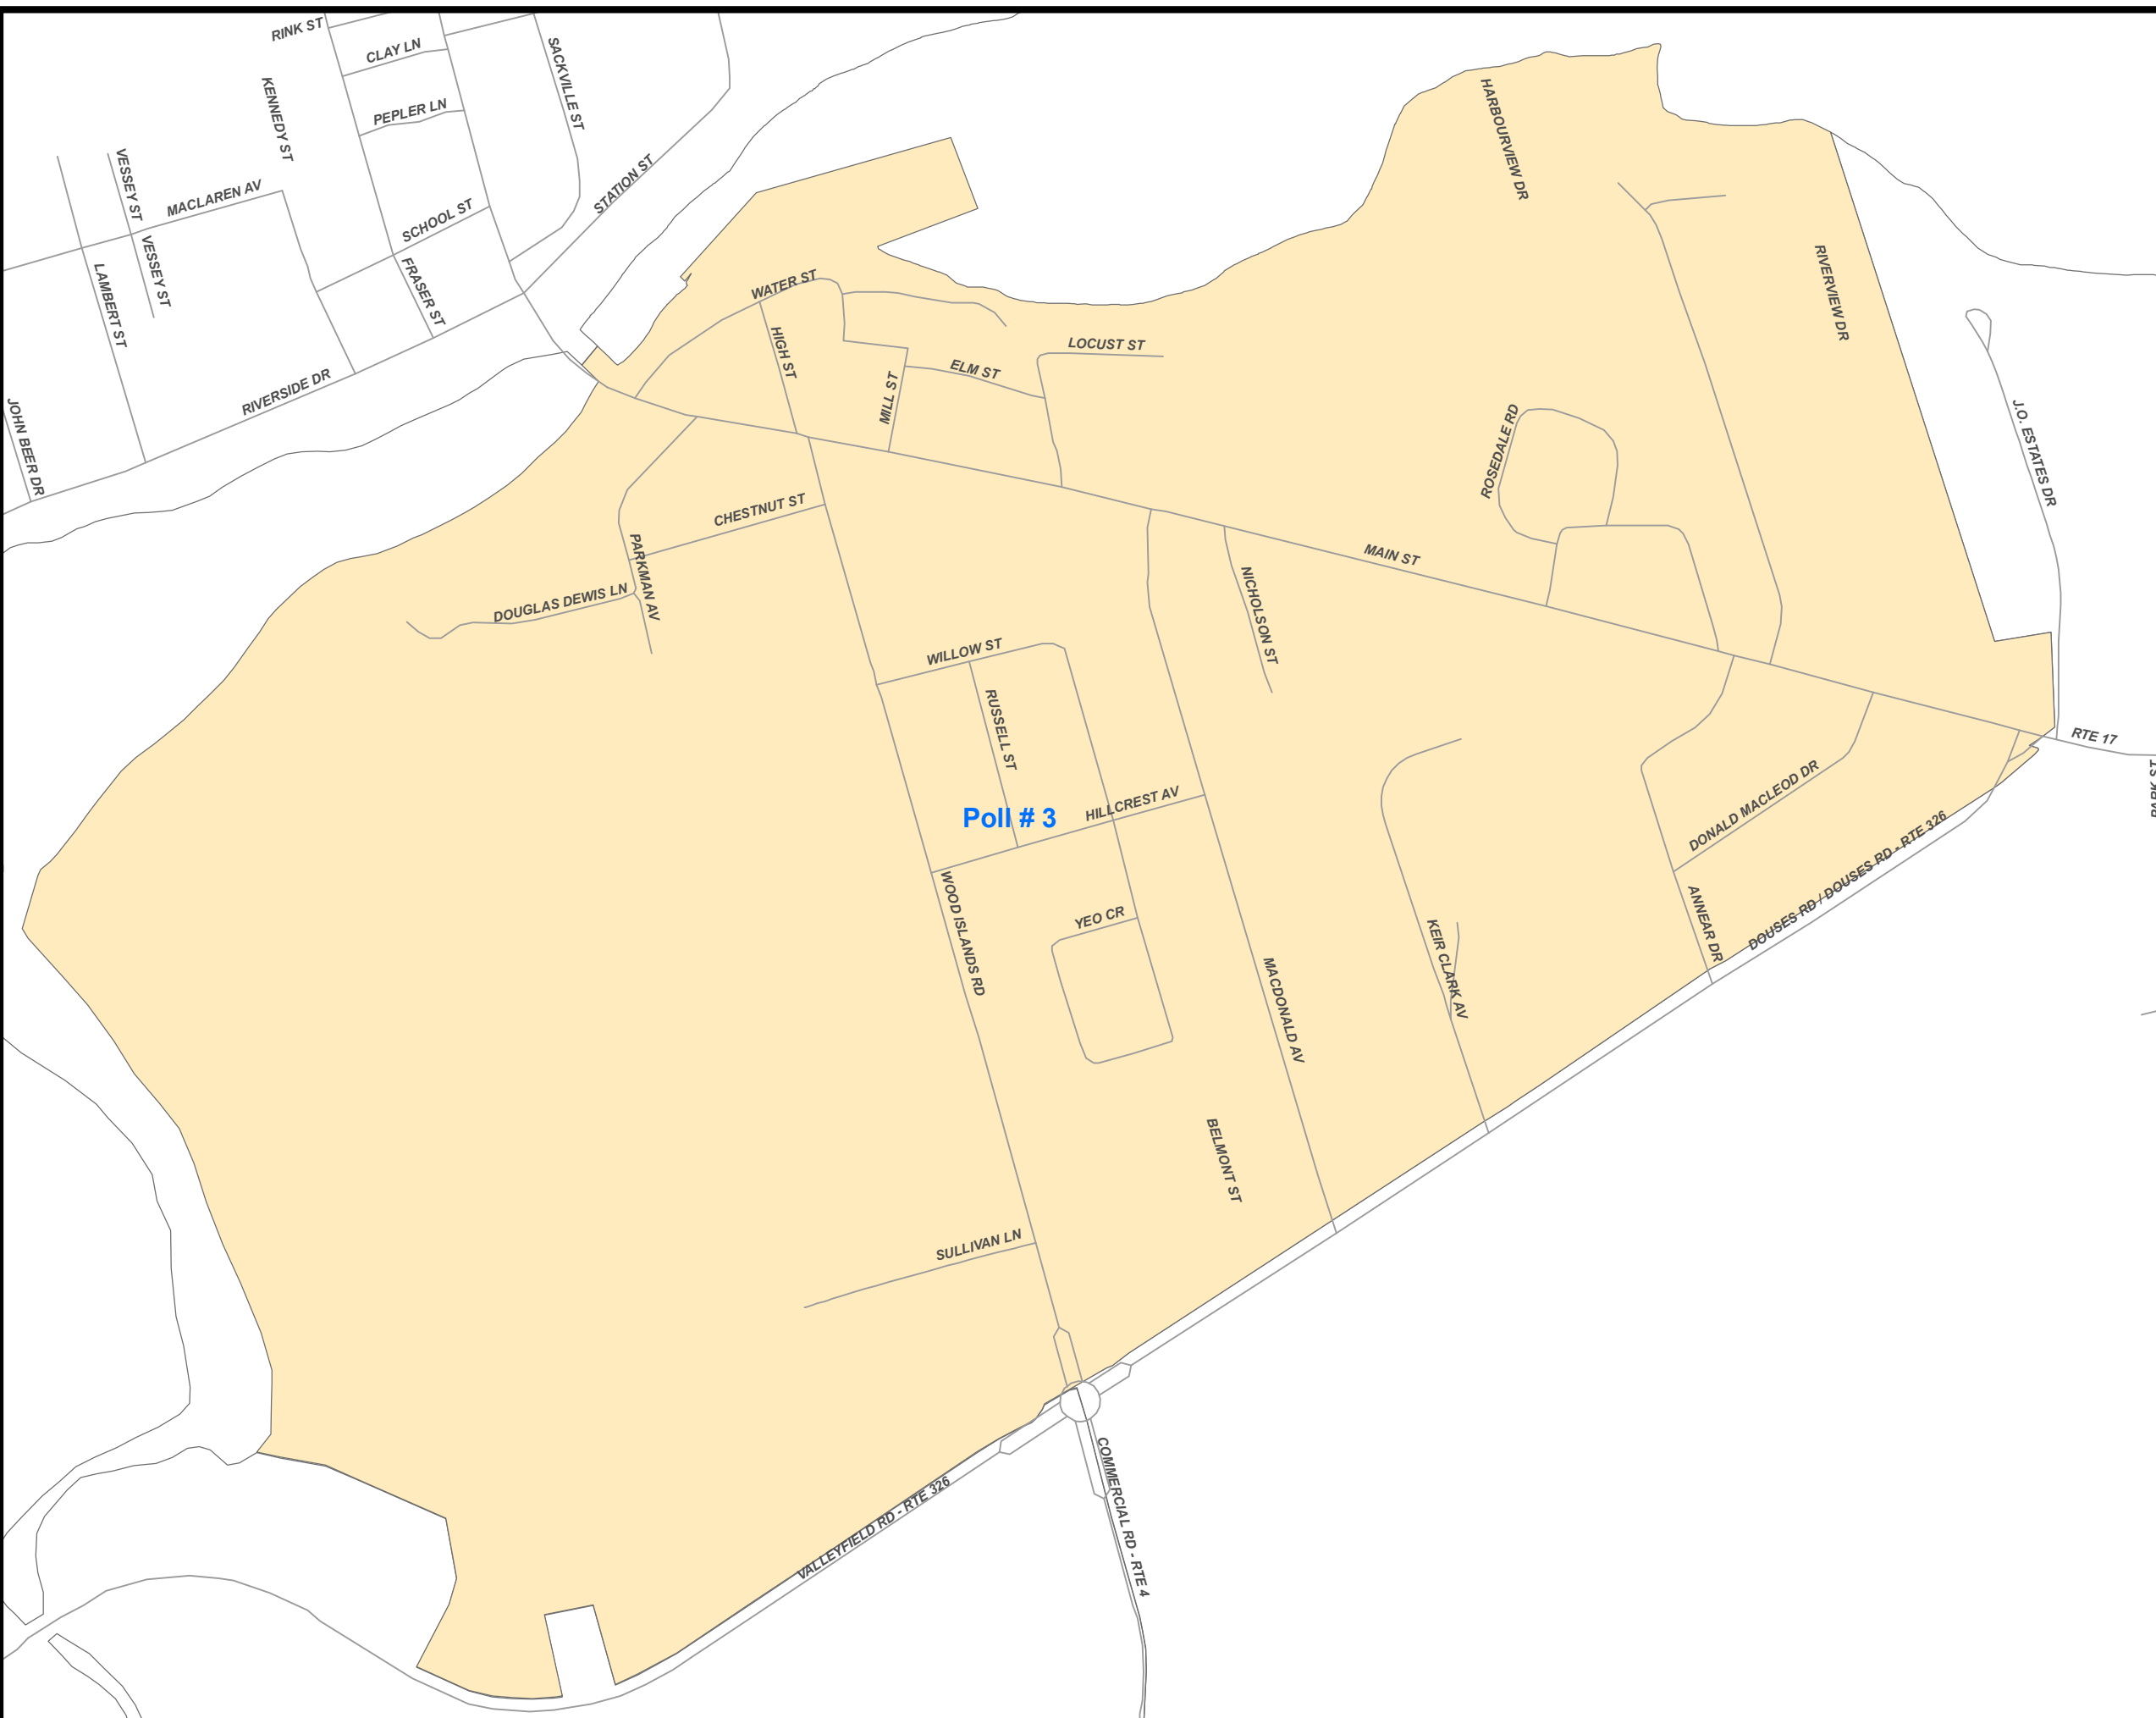 RINK ST
CLAY LN
SACKVILLE ST
KENNEDY ST
PEPLER LN
HARBOURVIEW DR
VESSEY ST
MACLAREN AV
STATION ST
SCHOOL ST
VESSEY ST
LAMBERT ST
FRASER ST
WATER ST
RIVERVIEW DR
HIGH ST
LOCUST ST
ELM ST
MILL ST
RIVERSIDE DR
JOHN BEER DR
ROSEDALE RD
J.O. ESTATES DR
CHESTNUT ST
PARKMAN AV
MAIN ST
NICHOLSON ST
DOUGLAS DEWIS LN
WILLOW ST
RUSSELL ST
RTE 17
PARK ST
DONALD MACLEOD DR
HILLCREST AV
Poll # 3
DOUSES RD / DOUSES RD - RTE 326
WOOD ISLANDS RD
YEO CR
ANNEAR DR
KEIR CLARK AV
MACDONALD AV
BELMONT ST
SULLIVAN LN
COMMERCIAL RD - RTE 4
VALLEYFIELD RD - RTE 326